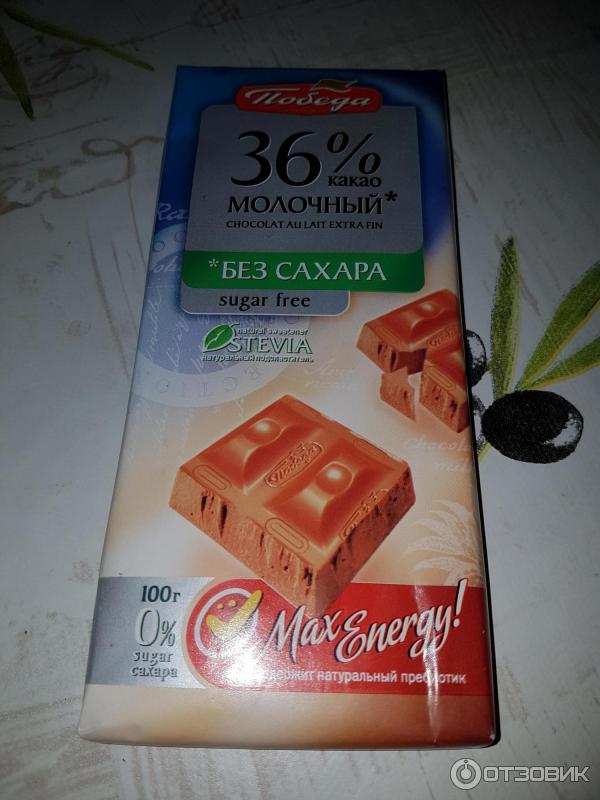 Победа
36%
какао
МОЛОЧНЫЙ*
CHOCOLAT AU LAIT EXTRA FIN
*БЕЗ САХАРА
sugar free
natural sweetener
STEVIA
натуральный подсластитель
Победа
100г
0%
sugar
сахара
Max Energy!
содержит натуральный пребиотик
ОТЗОВИК